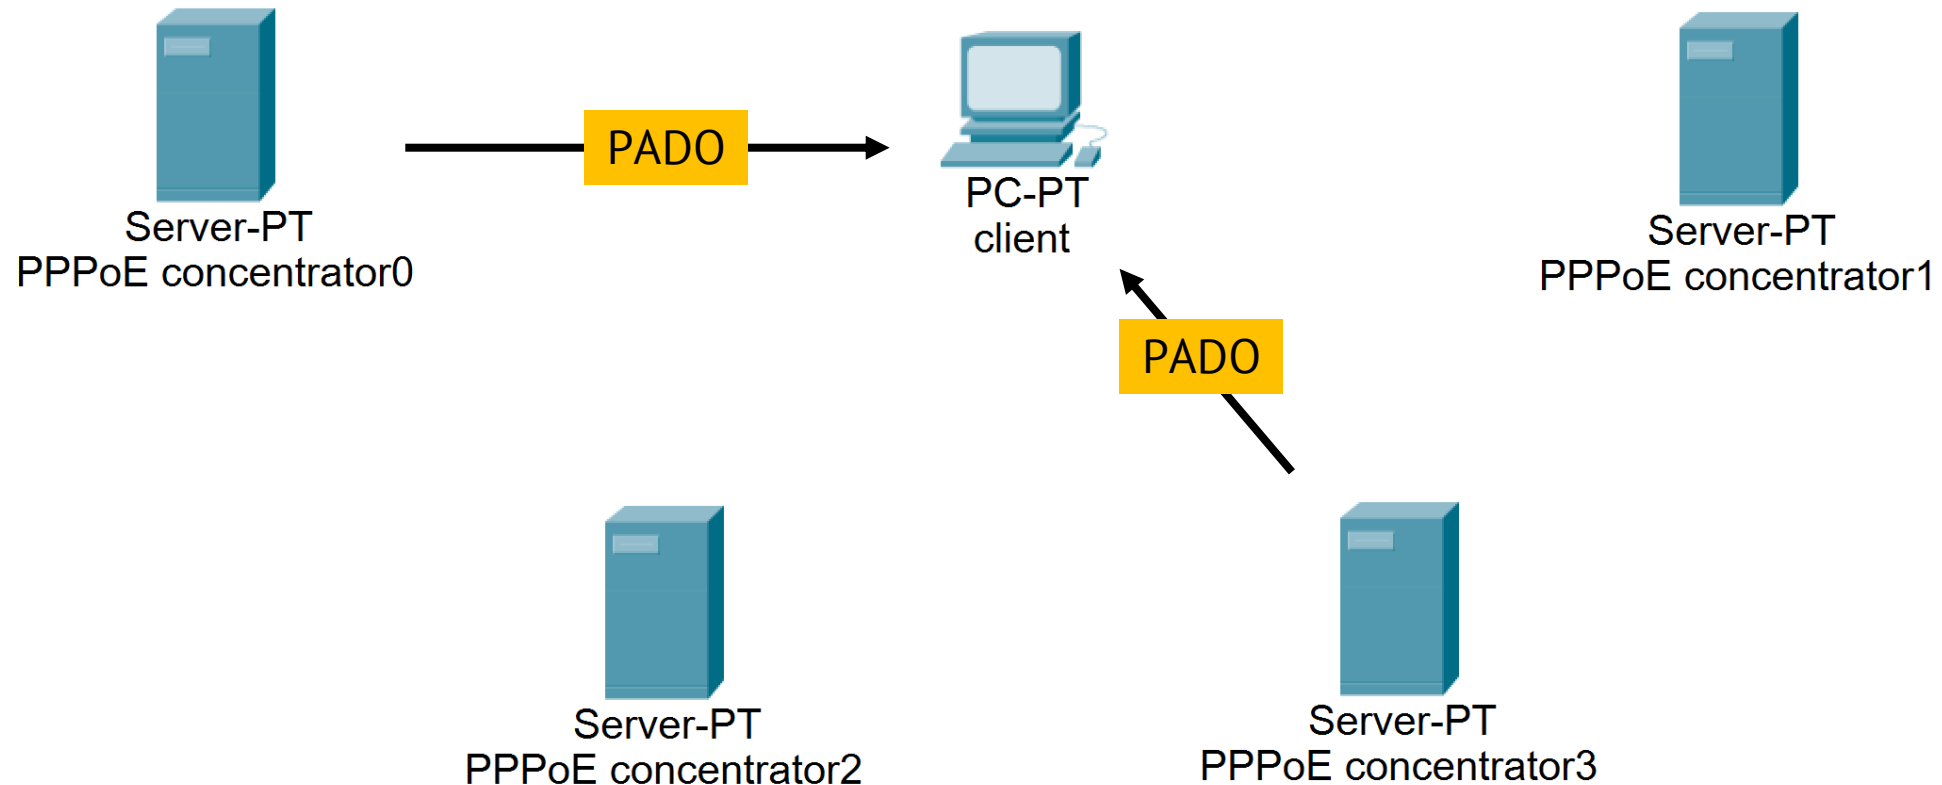 PADO
PC-PT
client
Server-PT
PPPoE concentrator0
Server-PT
PPPoE concentrator1
PADO
Server-PT
PPPoE concentrator2
Server-PT
PPPoE concentrator3